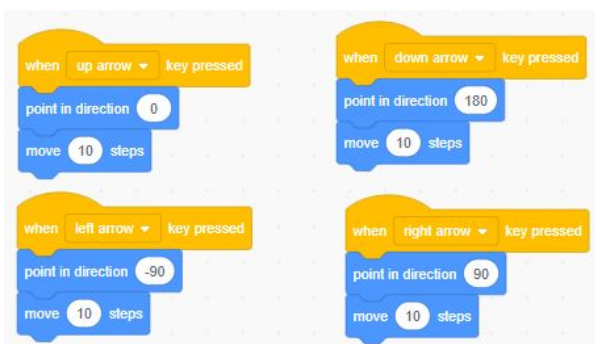 when up arrow key pressed
point in direction 0
move 10 steps
when down arrow key pressed
point in direction 180
move 10 steps
when left arrow key pressed
point in direction -90
move 10 steps
when right arrow key pressed
point in direction 90
move 10 steps